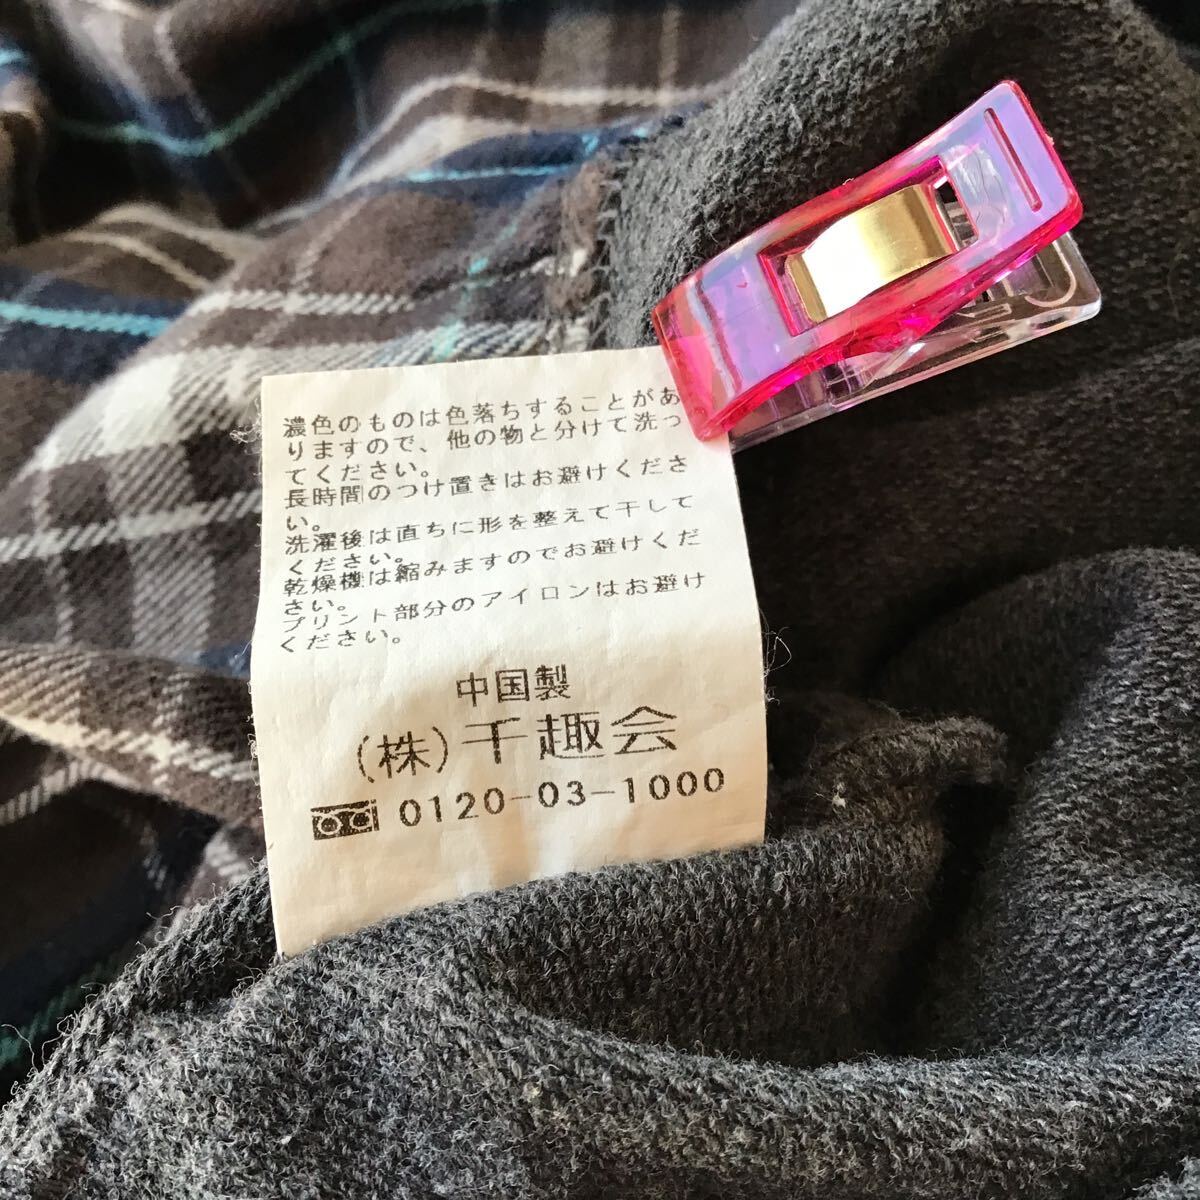 濃色のものは色落ちすることがあ
りますので、他の物と分けて洗っ
てください。
長時間のつけ置きはお避けくださ
い。
洗濯後は直ちに形を整えて干して
ください。
乾燥機は縮みますのでお避けくだ
さい。
プリント部分のアイロンはお避け
ください。
中国製
(株)千趣会
0120-03-1000